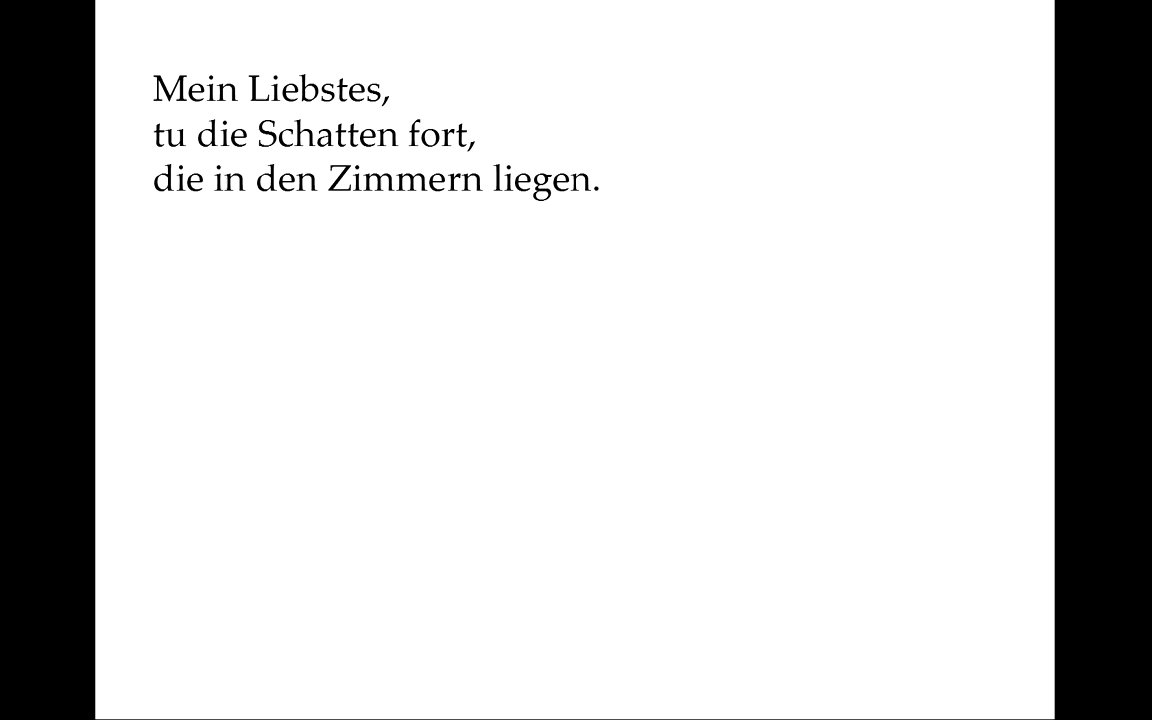 Mein Liebstes,
tu die Schatten fort,
die in den Zimmern liegen.